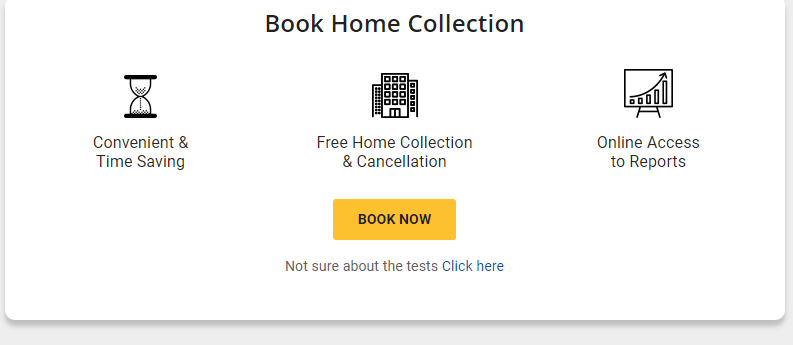 Book Home Collection
Convenient &
Time Saving
Free Home Collection
& Cancellation
Online Access
to Reports
BOOK NOW
Not sure about the tests Click here